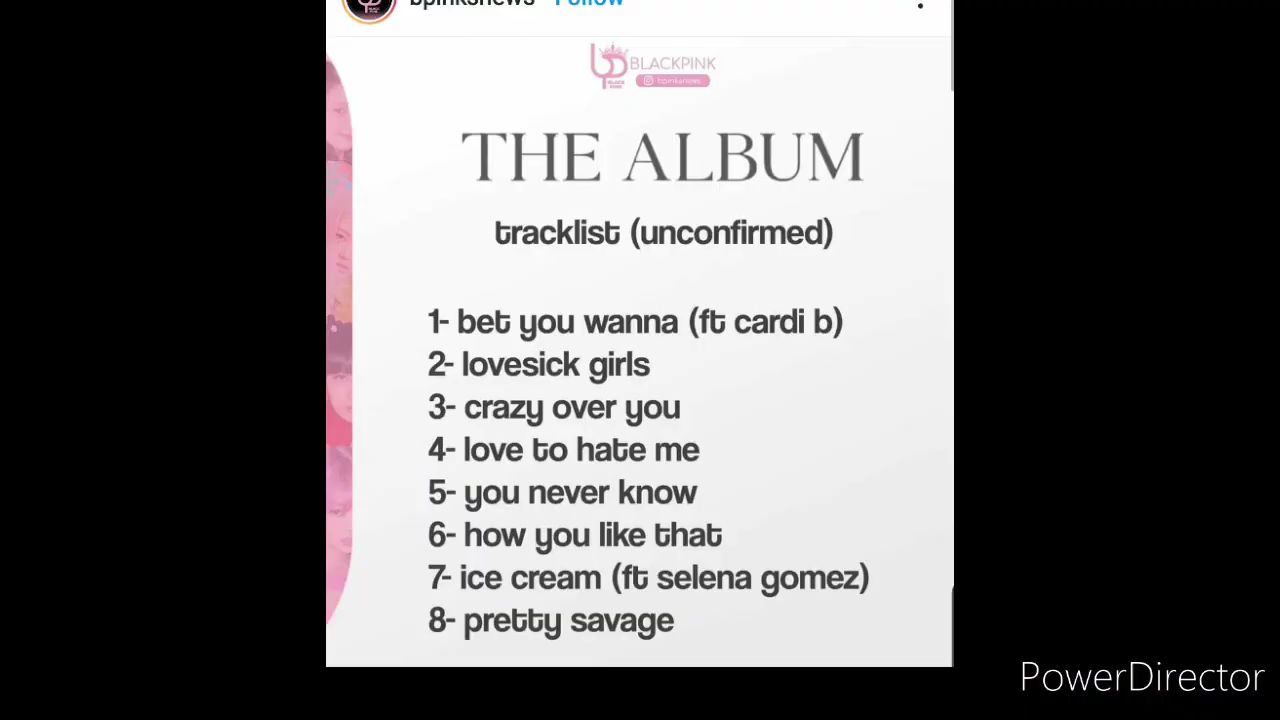 bpinksnews Follow
BLACKPINK
bpinksnews
THE ALBUM
tracklist (unconfirmed)
1- bet you wanna (ft cardi b)
2- lovesick girls
3- crazy over you
4- love to hate me
5- you never know
6- how you like that
7- ice cream (ft selena gomez)
8- pretty savage
PowerDirector